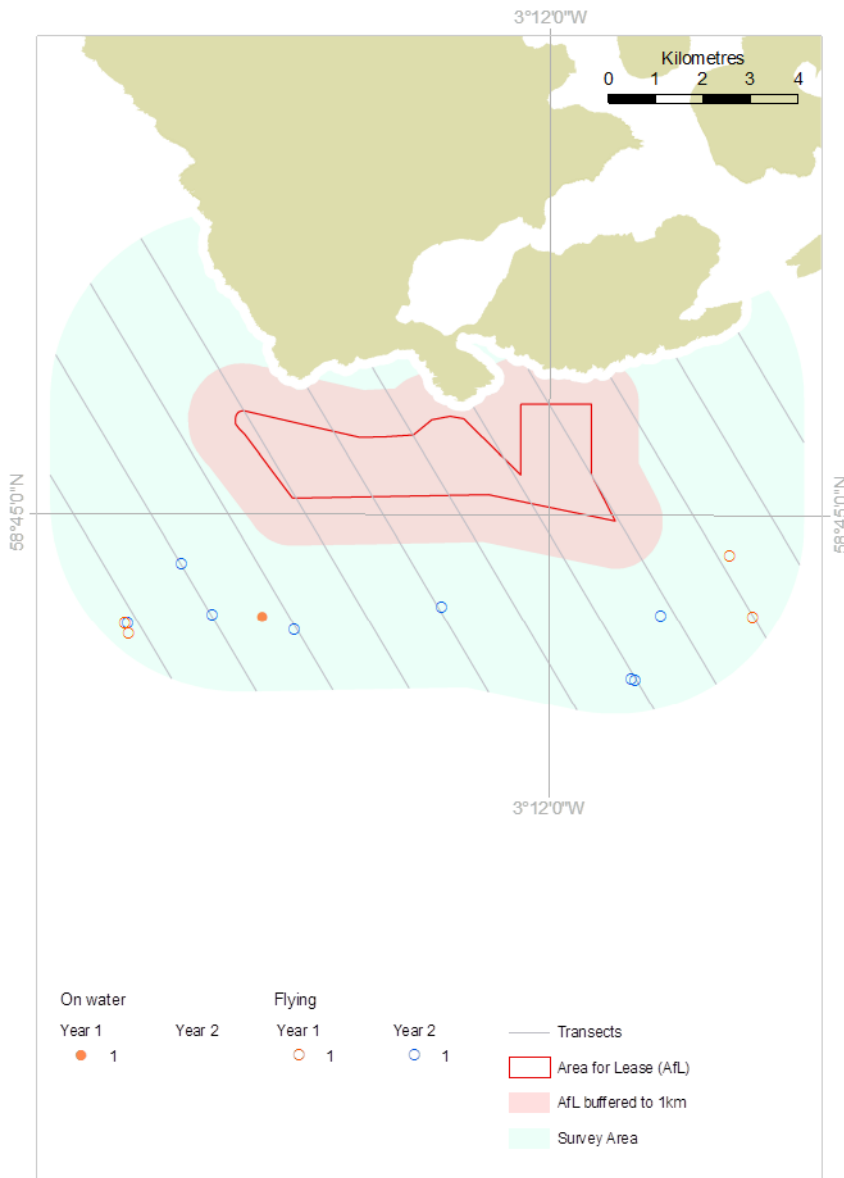 3°12'0"W
Kilometres
0 1 2 3 4
58°45'0"N
58°45'0"N
3°12'0"W
On water Flying
Year 1 Year 2 Year 1 Year 2
1 1 1
Transects
Area for Lease (AfL)
AfL buffered to 1km
Survey Area